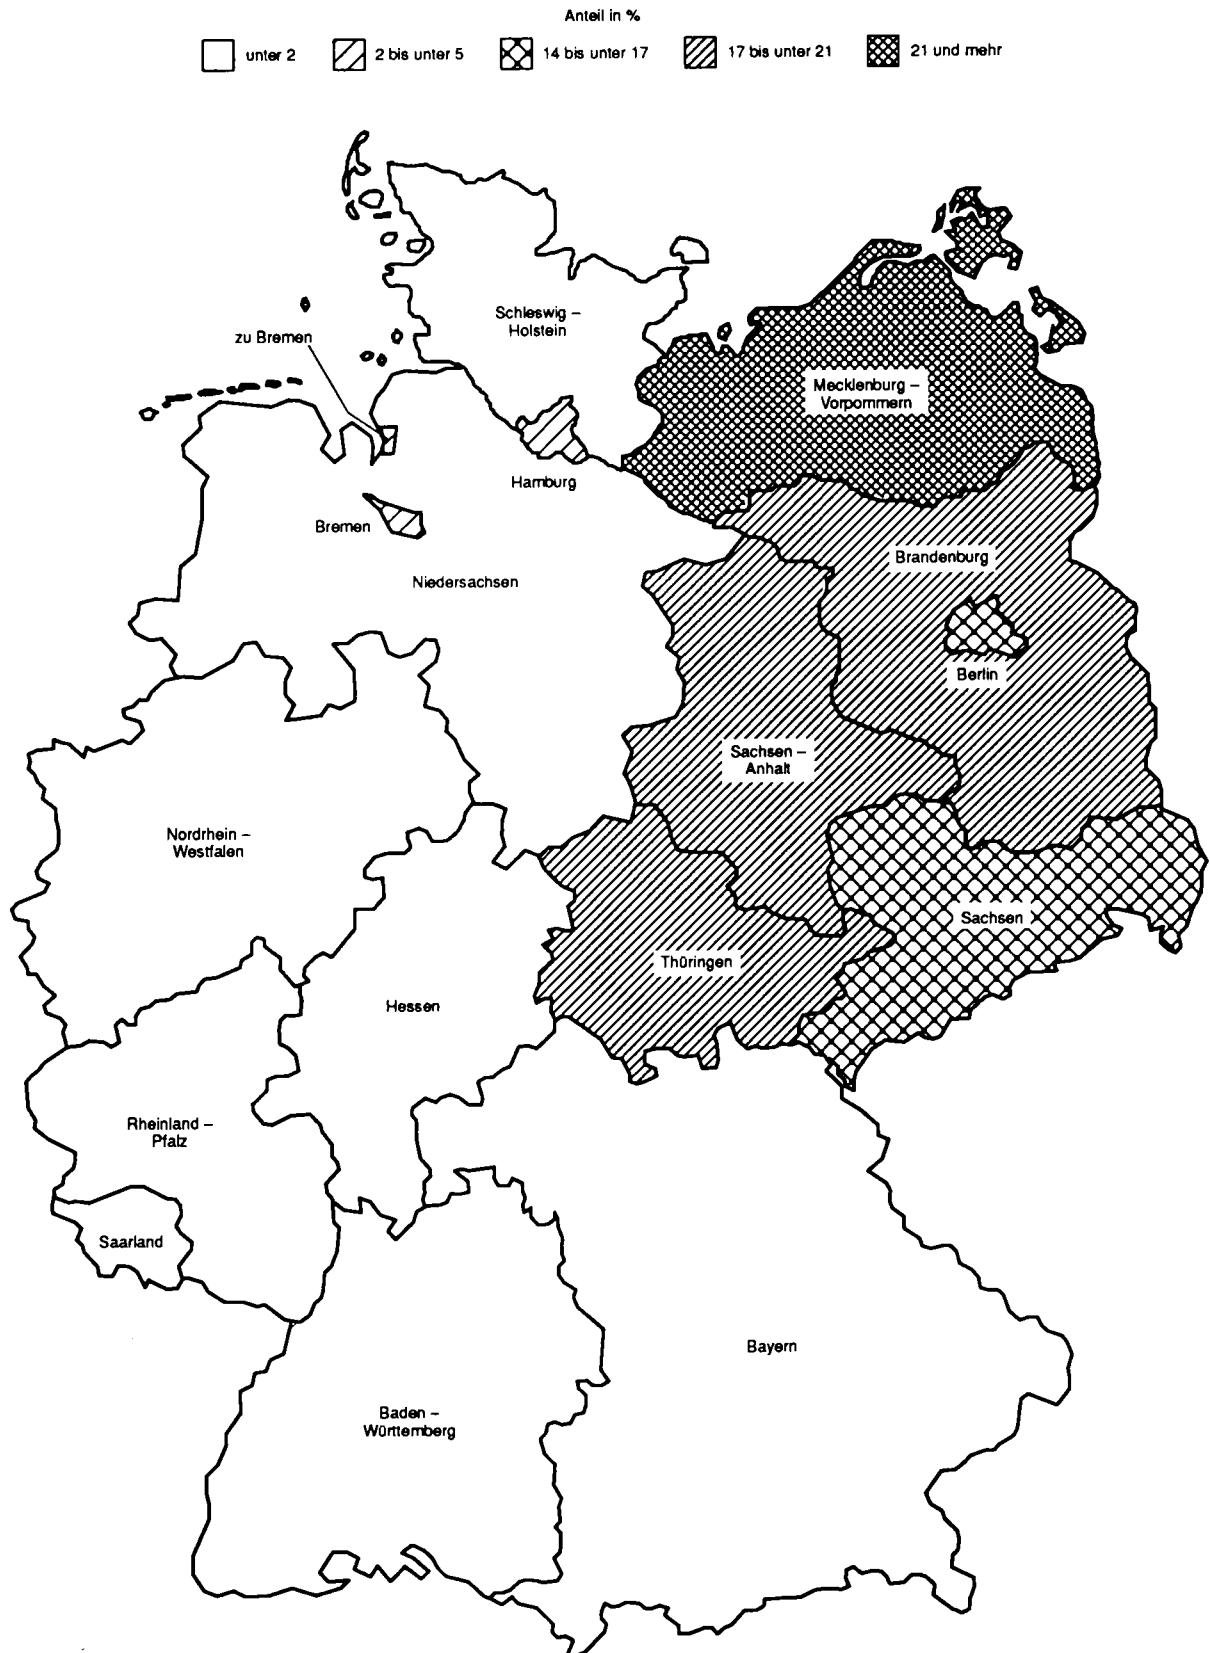 Anteil in %
unter 2
2 bis unter 5
14 bis unter 17
17 bis unter 21
21 und mehr
Schleswig –
Holstein
zu Bremen
Mecklenburg –
Vorpommern
Hamburg
Bremen
Brandenburg
Niedersachsen
Berlin
Sachsen –
Anhalt
Nordrhein –
Westfalen
Sachsen
Thüringen
Hessen
Rheinland –
Pfalz
Saarland
Bayern
Baden –
Württemberg